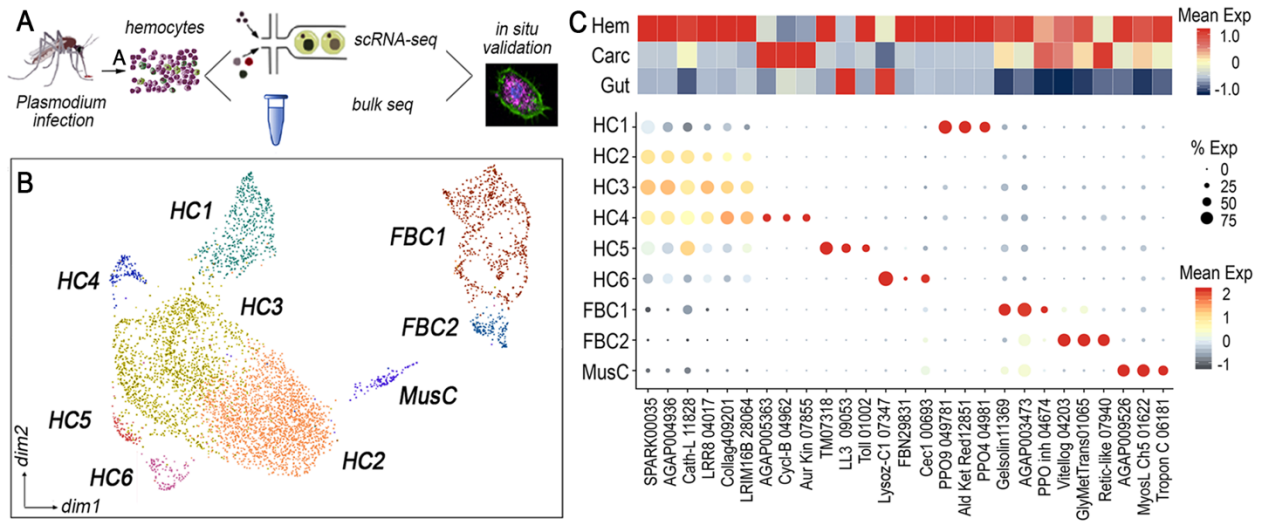 A
hemocytes
A
Plasmodium
infection
scRNA-seq
bulk seq
in situ
validation
B
HC1
FBC1
HC4
HC3
FBC2
MusC
HC5
HC2
HC6
dim2
dim1
C
Hem
Carc
Gut
Mean Exp
1.0
0
-1.0
HC1
HC2
HC3
HC4
HC5
HC6
FBC1
FBC2
MusC
% Exp
0
25
50
75
Mean Exp
2
1
0
-1
SPARK00035
AGAP004936
Cath-L 11828
LRR8 04017
Collag409201
LRIM16B 28064
AGAP005363
Cycl-B 04962
Aur Kin 07855
TM07318
LL3 09053
Toll 01002
Lysoz-C1 07347
FBN29831
Cec1 00693
PPO9 049781
Ald Ket Red12851
PPO4 04981
Gelsolin11369
AGAP003473
PPO inh 04674
Vitellog 04203
GlyMetTrans01065
Retic-like 07940
AGAP009526
MyosL Ch5 01622
Tropon C 06181